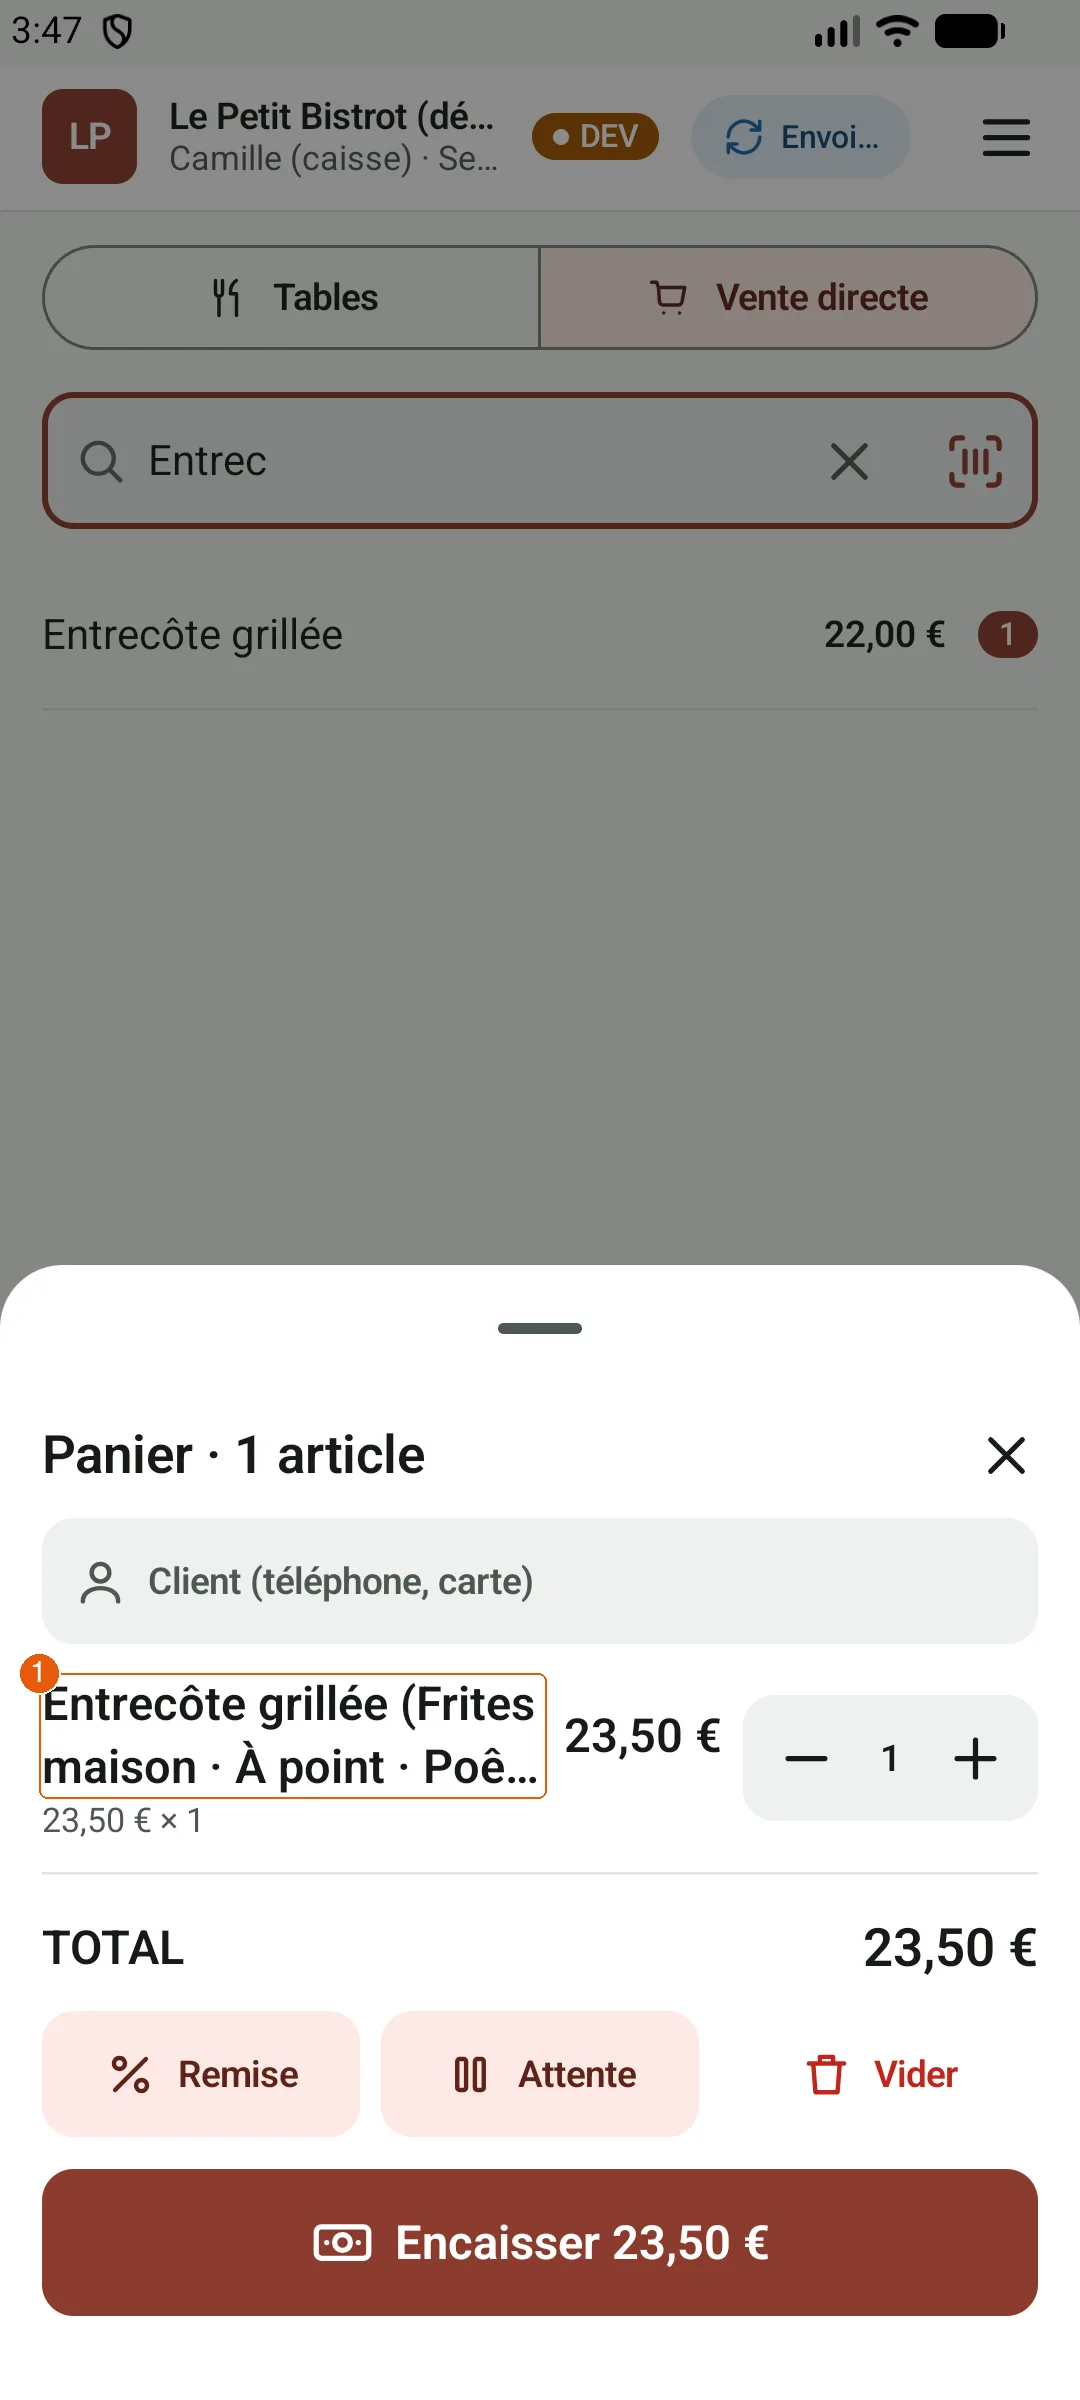 3:47
LP
Le Petit Bistrot (dé...
Camille (caisse) · Se...
DEV
Envoi...
Tables
Vente directe
Entrec
Entrecôte grillée
22,00 €
1
Panier · 1 article
Client (téléphone, carte)
1
Entrecôte grillée (Frites
maison · À point · Poê...
23,50 €
1
23,50 € × 1
TOTAL
23,50 €
Remise
Attente
Vider
Encaisser 23,50 €